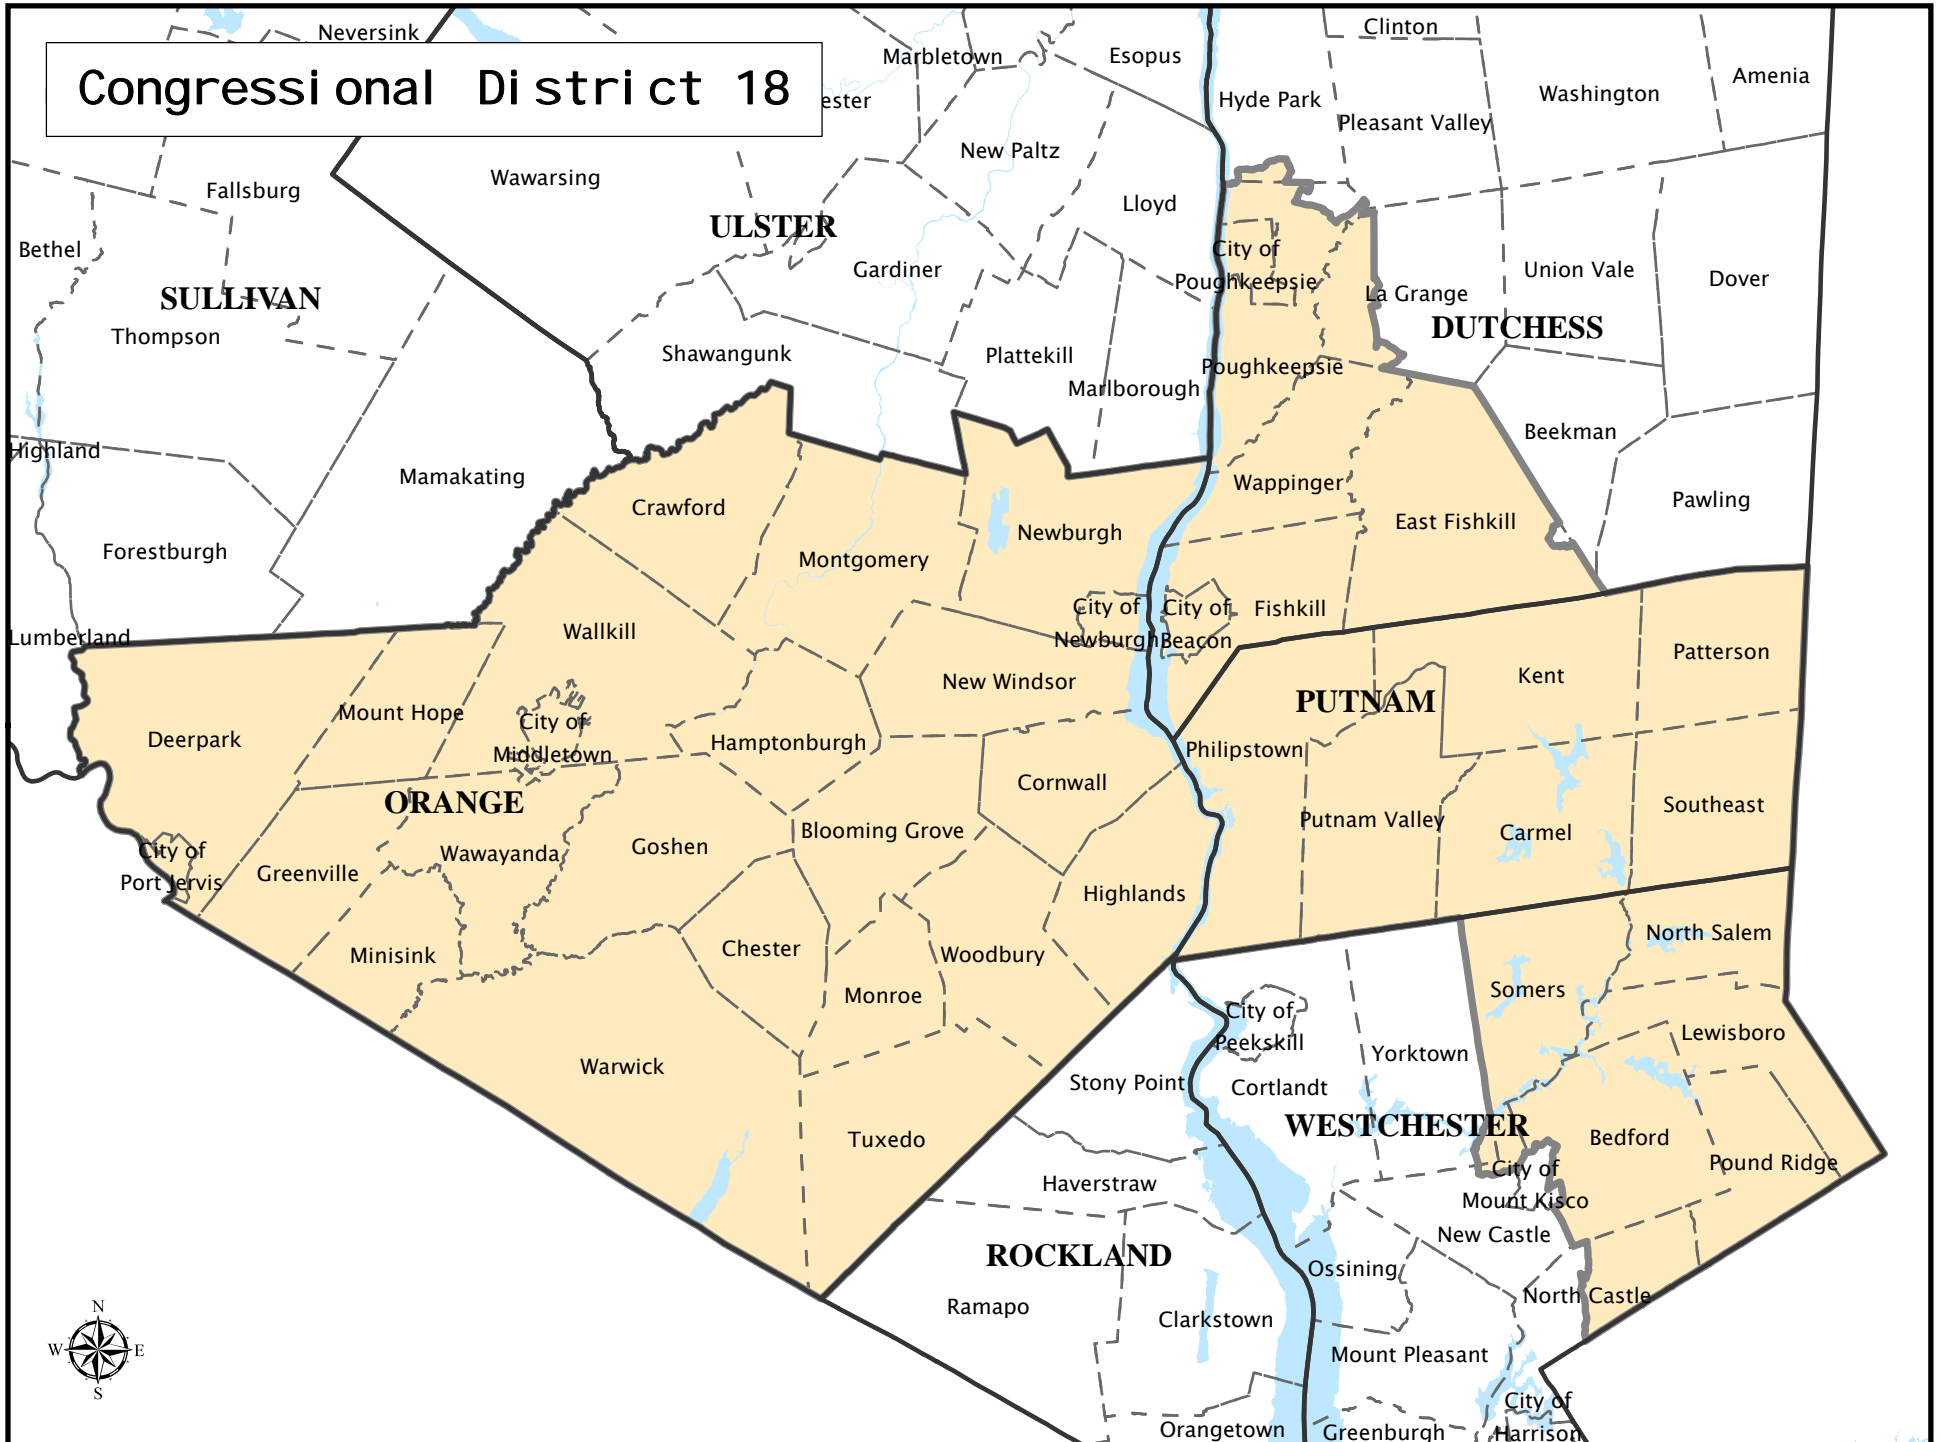 Neversink
Clinton
Congressional District 18
Marbletown
Esopus
Amenia
ester
Hyde Park
Washington
Pleasant Valley
New Paltz
Wawarsing
Fallsburg
Lloyd
ULSTER
Bethel
City of
Poughkeepsie
Gardiner
Union Vale
Dover
SULLIVAN
La Grange
Thompson
DUTCHESS
Shawangunk
Plattekill
Poughkeepsie
Marlborough
Beekman
Highland
Mamakating
Wappinger
Pawling
Crawford
East Fishkill
Newburgh
Forestburgh
Montgomery
City of
Newburgh
City of
Beacon
Fishkill
Lumberland
Wallkill
Patterson
Kent
New Windsor
PUTNAM
Mount Hope
City of
Middletown
Deerpark
Hamptonburgh
Philipstown
Cornwall
ORANGE
Southeast
Putnam Valley
Blooming Grove
Carmel
Goshen
Wawayanda
City of
Port Jervis
Greenville
Highlands
North Salem
Chester
Minisink
Woodbury
Somers
Monroe
City of
Peekskill
Lewisboro
Yorktown
Warwick
Stony Point
Cortlandt
WESTCHESTER
Tuxedo
Bedford
Pound Ridge
City of
Mount Kisco
Haverstraw
New Castle
ROCKLAND
Ossining
North Castle
Ramapo
Clarkstown
Mount Pleasant
N
W
E
S
City of
Harrison
Orangetown
Greenburgh